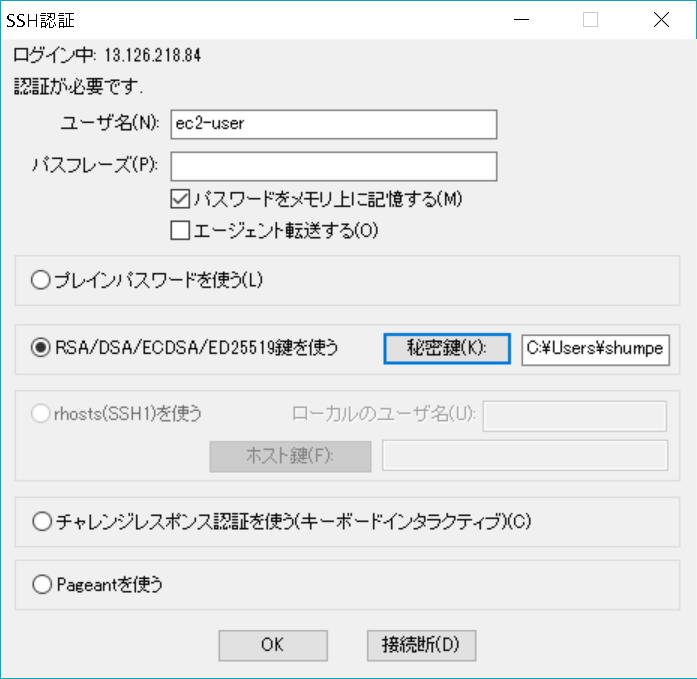 SSH認証
ログイン中: 13.126.218.84
認証が必要です.
ユーザ名(N): ec2-user
パスフレーズ(P):
パスワードをメモリ上に記憶する(M)
エージェント転送する(O)
プレインパスワードを使う(L)
RSA/DSA/ECDSA/ED25519鍵を使う 秘密鍵(K): C:¥Users¥shumpe
rhosts(SSH1)を使う ローカルのユーザ名(U):
ホスト鍵(F):
チャレンジレスポンス認証を使う(キーボードインタラクティブ)(C)
Pageantを使う
OK 接続断(D)